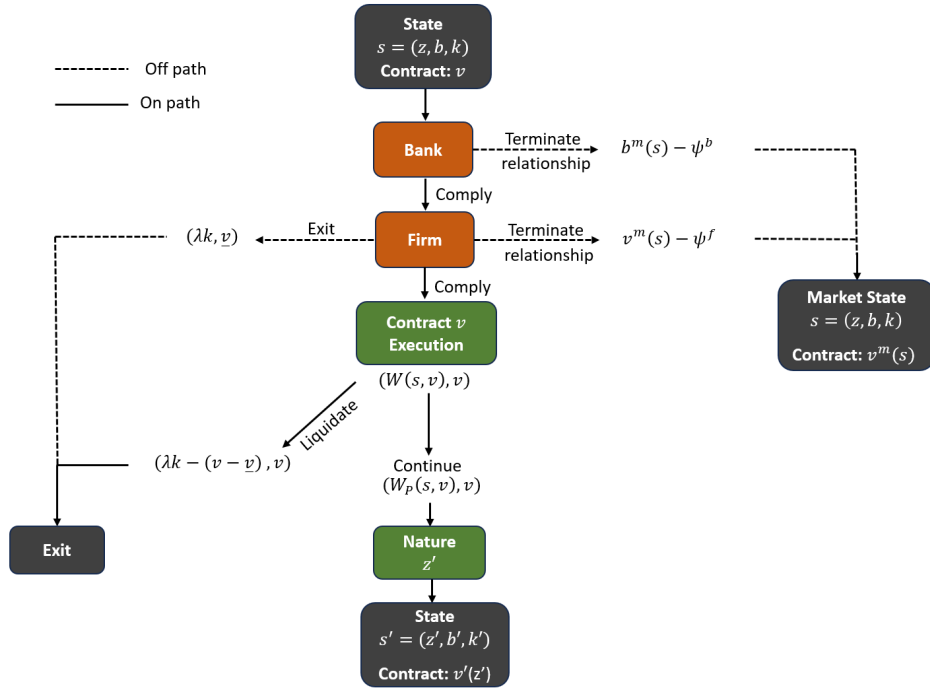 State
s = (z, b, k)
Contract: v
Off path
On path
Bank
Terminate
relationship
b^m(s) − ψ^b
Comply
(λk, v̲)
Exit
Firm
Terminate
relationship
v^m(s) − ψ^f
Comply
Market State
s = (z, b, k)
Contract: v^m(s)
Contract v
Execution
(W(s, v), v)
Liquidate
(λk − (v − v̲) , v)
Continue
(W_P(s, v), v)
Exit
Nature
z′
State
s′ = (z′, b′, k′)
Contract: v′(z′)